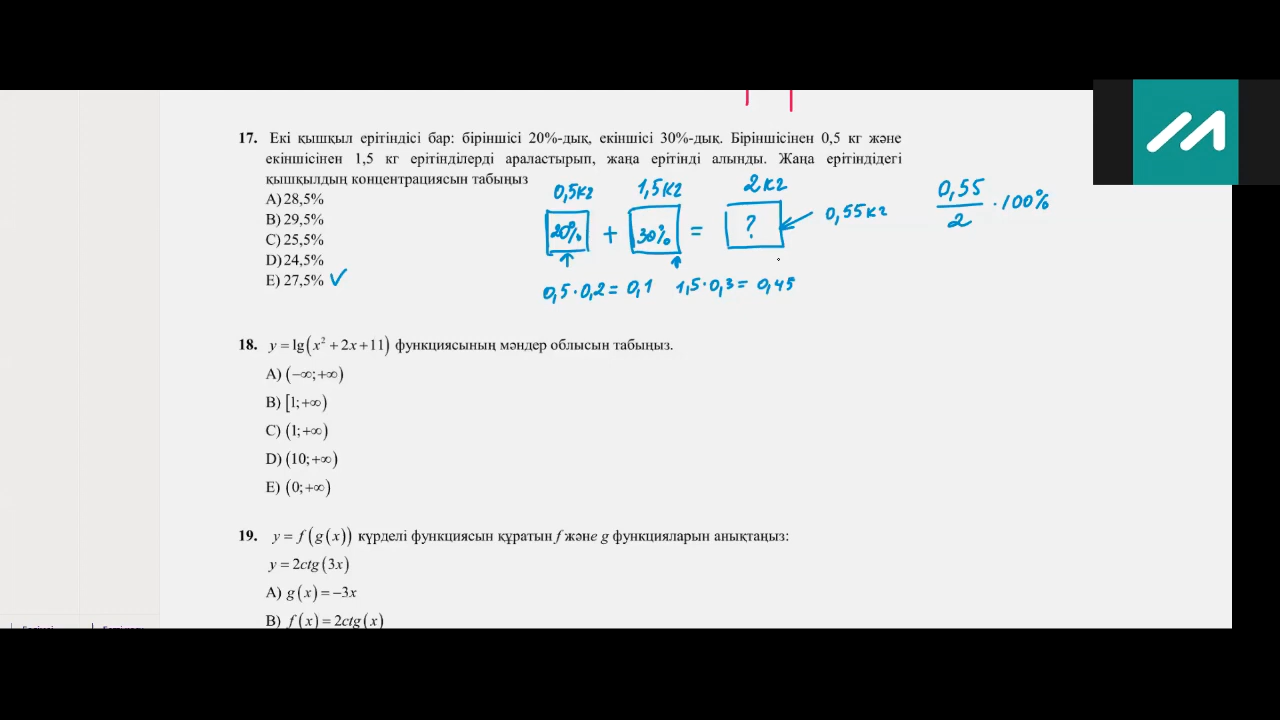 17. Екі қышқыл ерітіндісі бар: біріншісі 20%-дық, екіншісі 30%-дық. Біріншісінен 0,5 кг және
екіншісінен 1,5 кг ерітінділерді араластырып, жаңа ерітінді алынды. Жаңа ерітіндідегі
қышқылдың концентрациясын табыңыз
A) 28,5%
B) 29,5%
C) 25,5%
D) 24,5%
E) 27,5% ✓
0,5кг 1,5кг 2кг
20% + 30% = ? 0,55кг
0,5·0,2=0,1 1,5·0,3=0,45
0,55/2 · 100%
18. y = lg(x² + 2x + 11) функциясының мәндер облысын табыңыз.
A) (−∞;+∞)
B) [1;+∞)
C) (1;+∞)
D) (10;+∞)
E) (0;+∞)
19. y = f(g(x)) күрделі функциясын құратын f және g функцияларын анықтаңыз:
y = 2ctg(3x)
A) g(x) = −3x
B) f(x) = 2ctg(x)